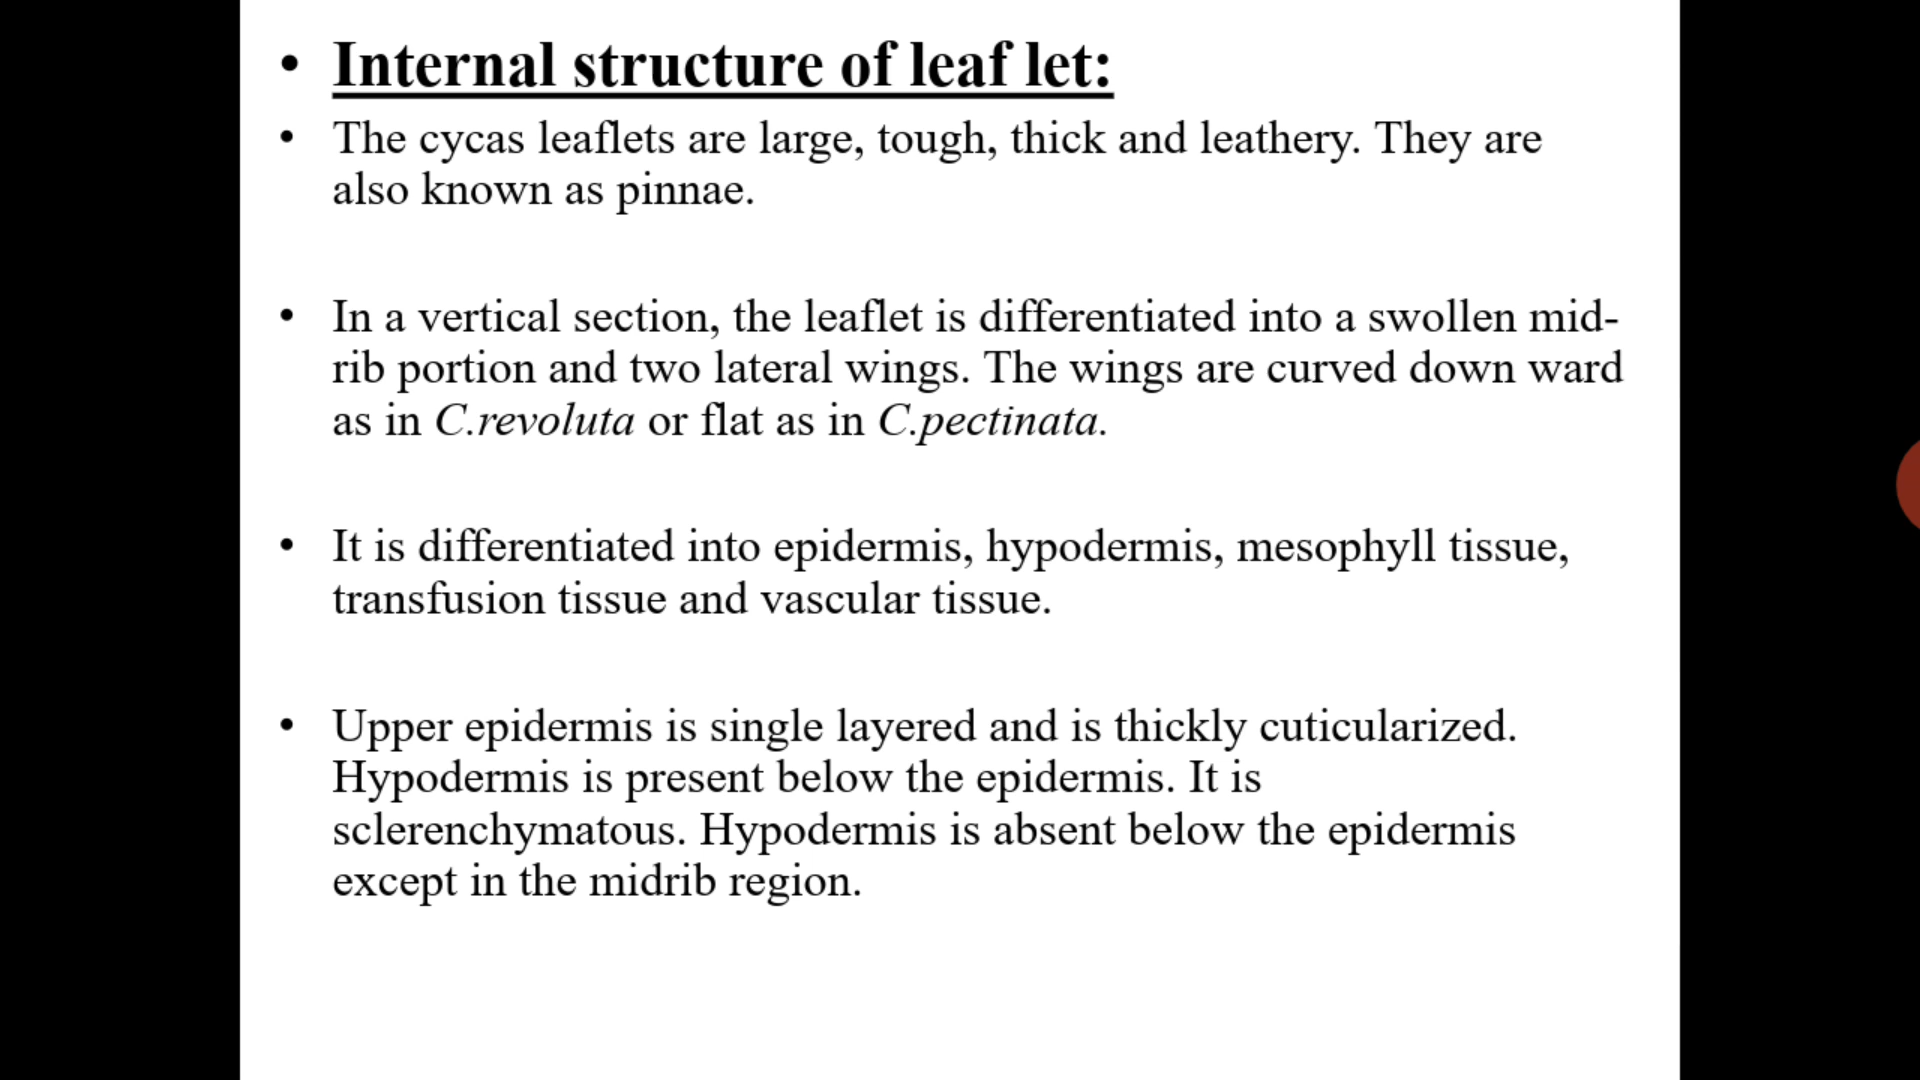 • Internal structure of leaf let:
• The cycas leaflets are large, tough, thick and leathery. They are
also known as pinnae.
• In a vertical section, the leaflet is differentiated into a swollen mid-
rib portion and two lateral wings. The wings are curved down ward
as in C.revoluta or flat as in C.pectinata.
• It is differentiated into epidermis, hypodermis, mesophyll tissue,
transfusion tissue and vascular tissue.
• Upper epidermis is single layered and is thickly cuticularized.
Hypodermis is present below the epidermis. It is
sclerenchymatous. Hypodermis is absent below the epidermis
except in the midrib region.